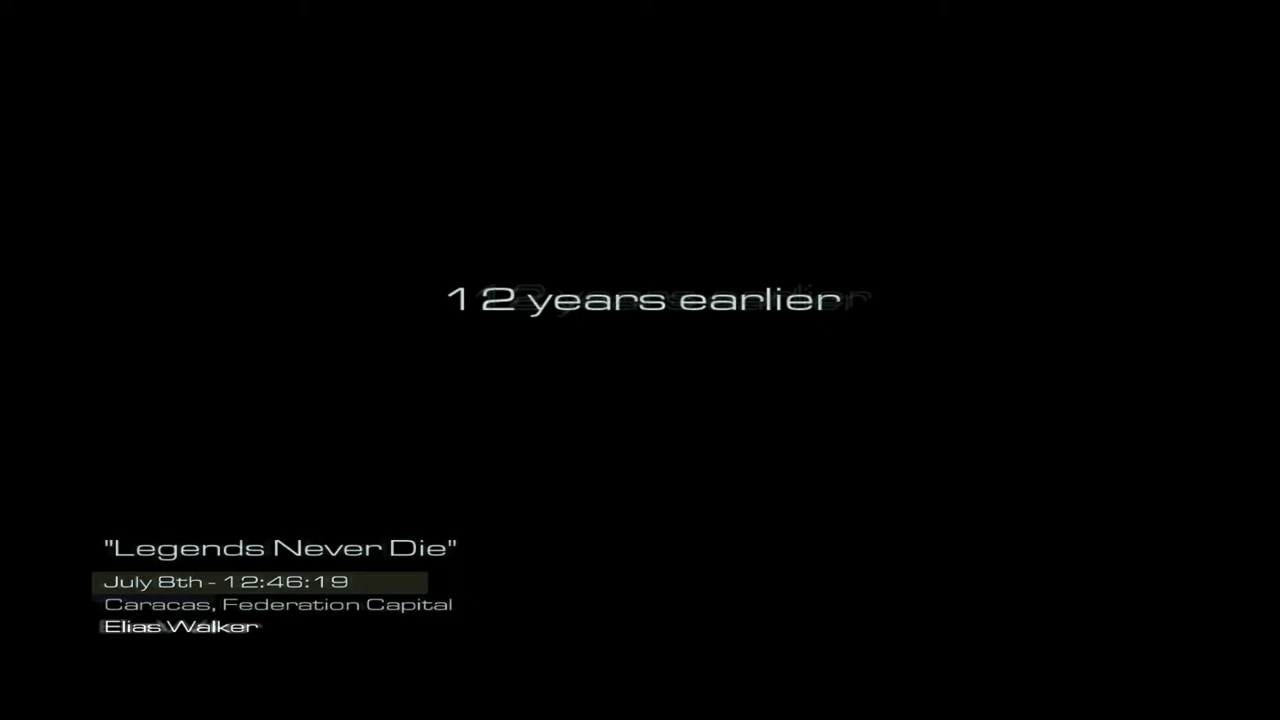 12 years earlier
"Legends Never Die"
July 8th - 12:46:19
Caracas, Federation Capital
Elias Walker